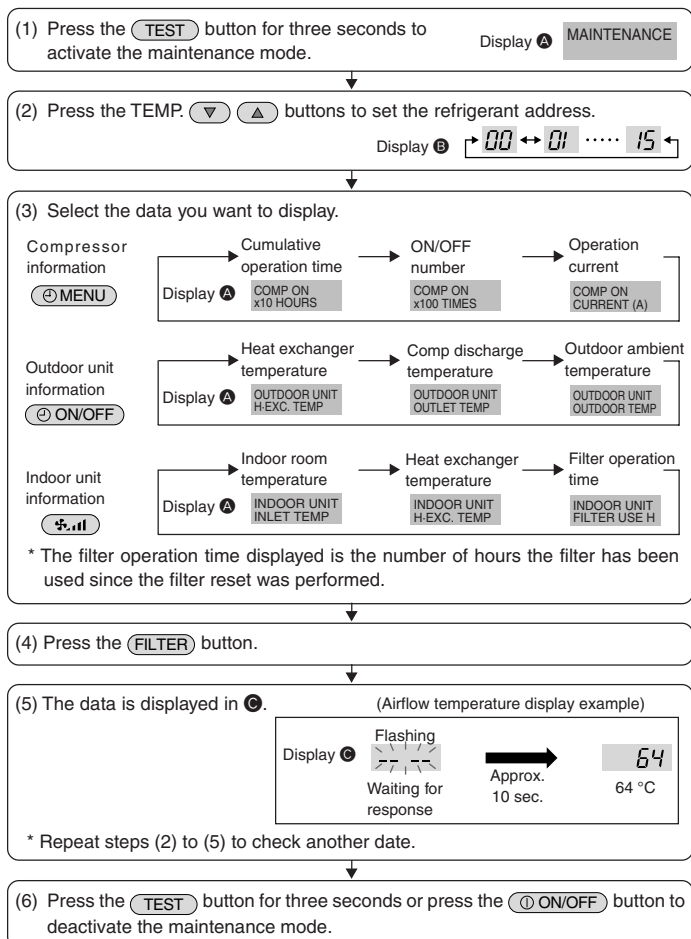 (1) Press the TEST button for three seconds to
activate the maintenance mode.
Display A MAINTENANCE
(2) Press the TEMP. ▼ ▲ buttons to set the refrigerant address.
Display B 00 ↔ 01 ····· 15
(3) Select the data you want to display.
Compressor
information
MENU
Cumulative
operation time
ON/OFF
number
Operation
current
Display A
COMP ON
x10 HOURS
COMP ON
x100 TIMES
COMP ON
CURRENT (A)
Outdoor unit
information
ON/OFF
Heat exchanger
temperature
Comp discharge
temperature
Outdoor ambient
temperature
Display A
OUTDOOR UNIT
H-EXC. TEMP
OUTDOOR UNIT
OUTLET TEMP
OUTDOOR UNIT
OUTDOOR TEMP
Indoor unit
information
Indoor room
temperature
Heat exchanger
temperature
Filter operation
time
Display A
INDOOR UNIT
INLET TEMP
INDOOR UNIT
H-EXC. TEMP
INDOOR UNIT
FILTER USE H
* The filter operation time displayed is the number of hours the filter has been
used since the filter reset was performed.
(4) Press the FILTER button.
(5) The data is displayed in C.
(Airflow temperature display example)
Display C
Flashing
-- --
Waiting for
response
Approx.
10 sec.
64
64 °C
* Repeat steps (2) to (5) to check another date.
(6) Press the TEST button for three seconds or press the ON/OFF button to
deactivate the maintenance mode.